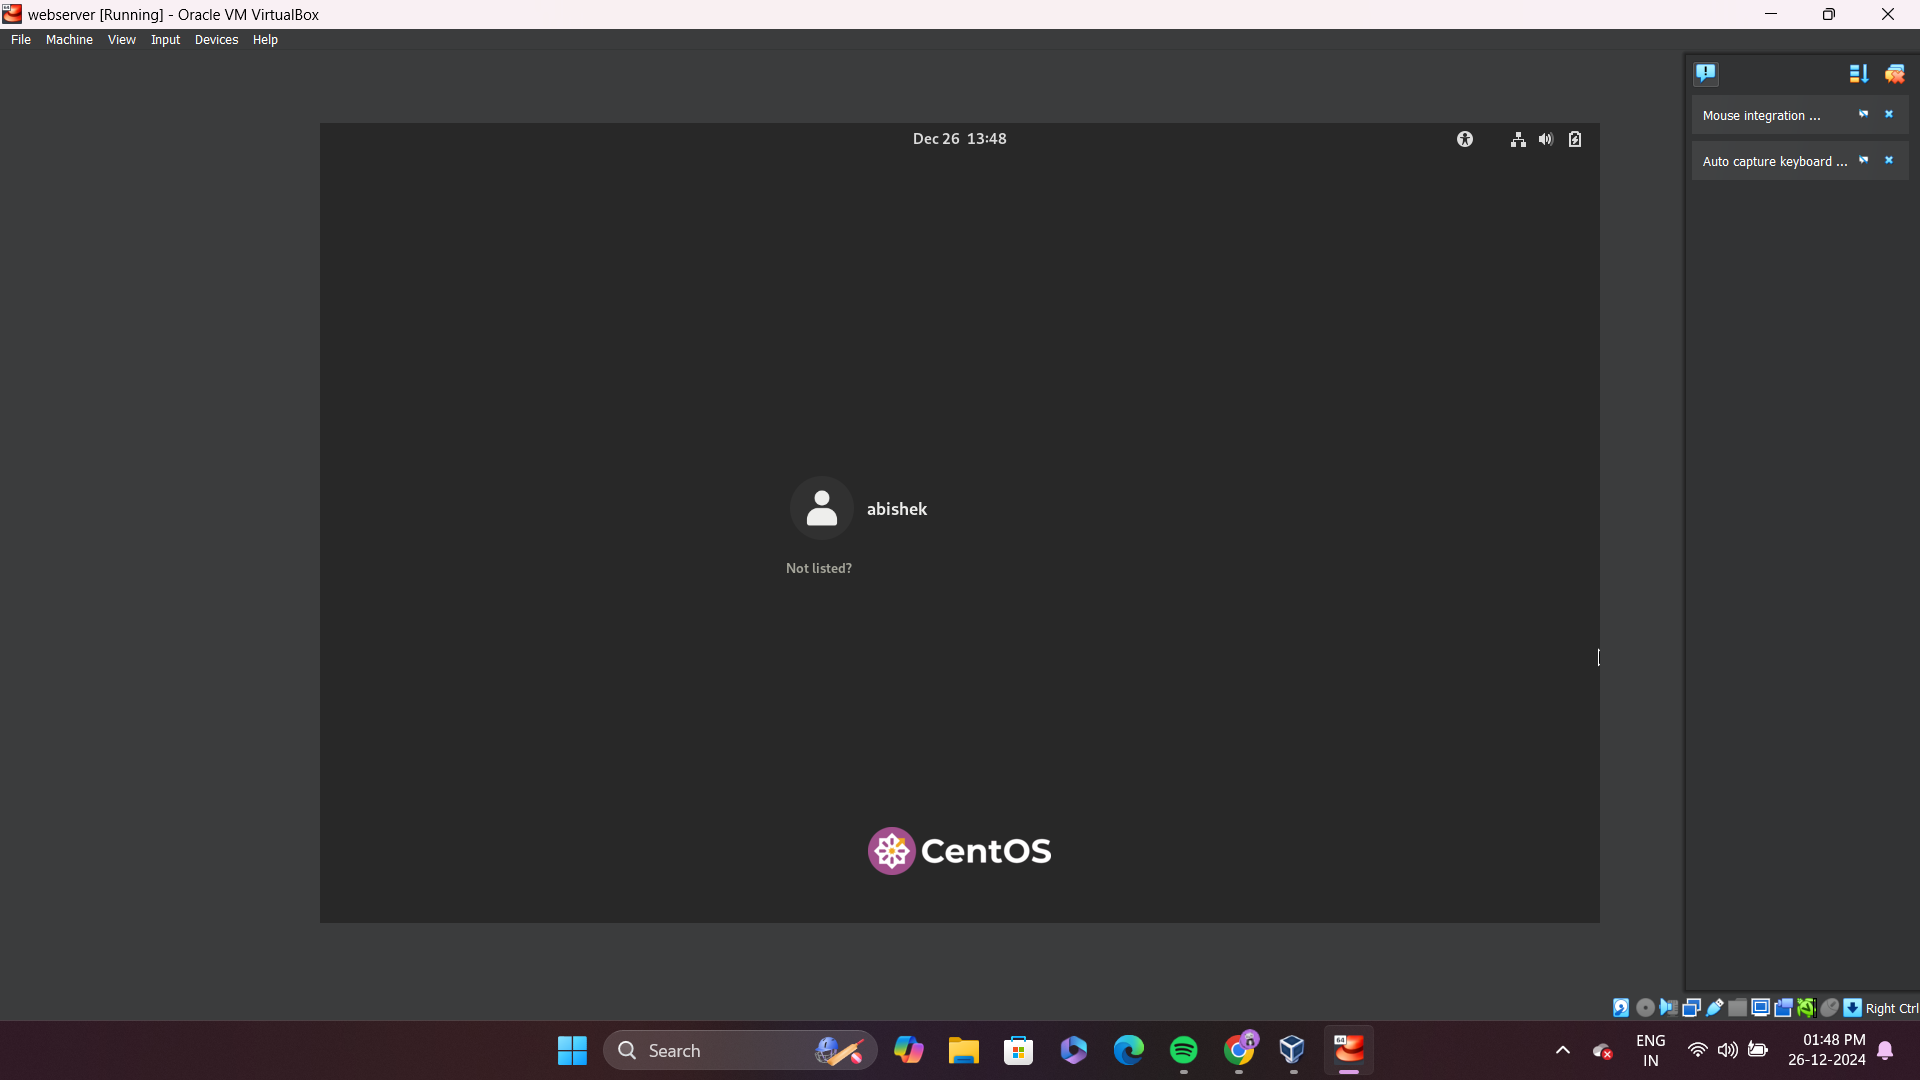 webserver [Running] - Oracle VM VirtualBox
File Machine View Input Devices Help
Mouse integration ...
Auto capture keyboard ...
Dec 26 13:48
abishek
Not listed?
CentOS
Right Ctrl
Search
ENG
IN
01:48 PM
26-12-2024